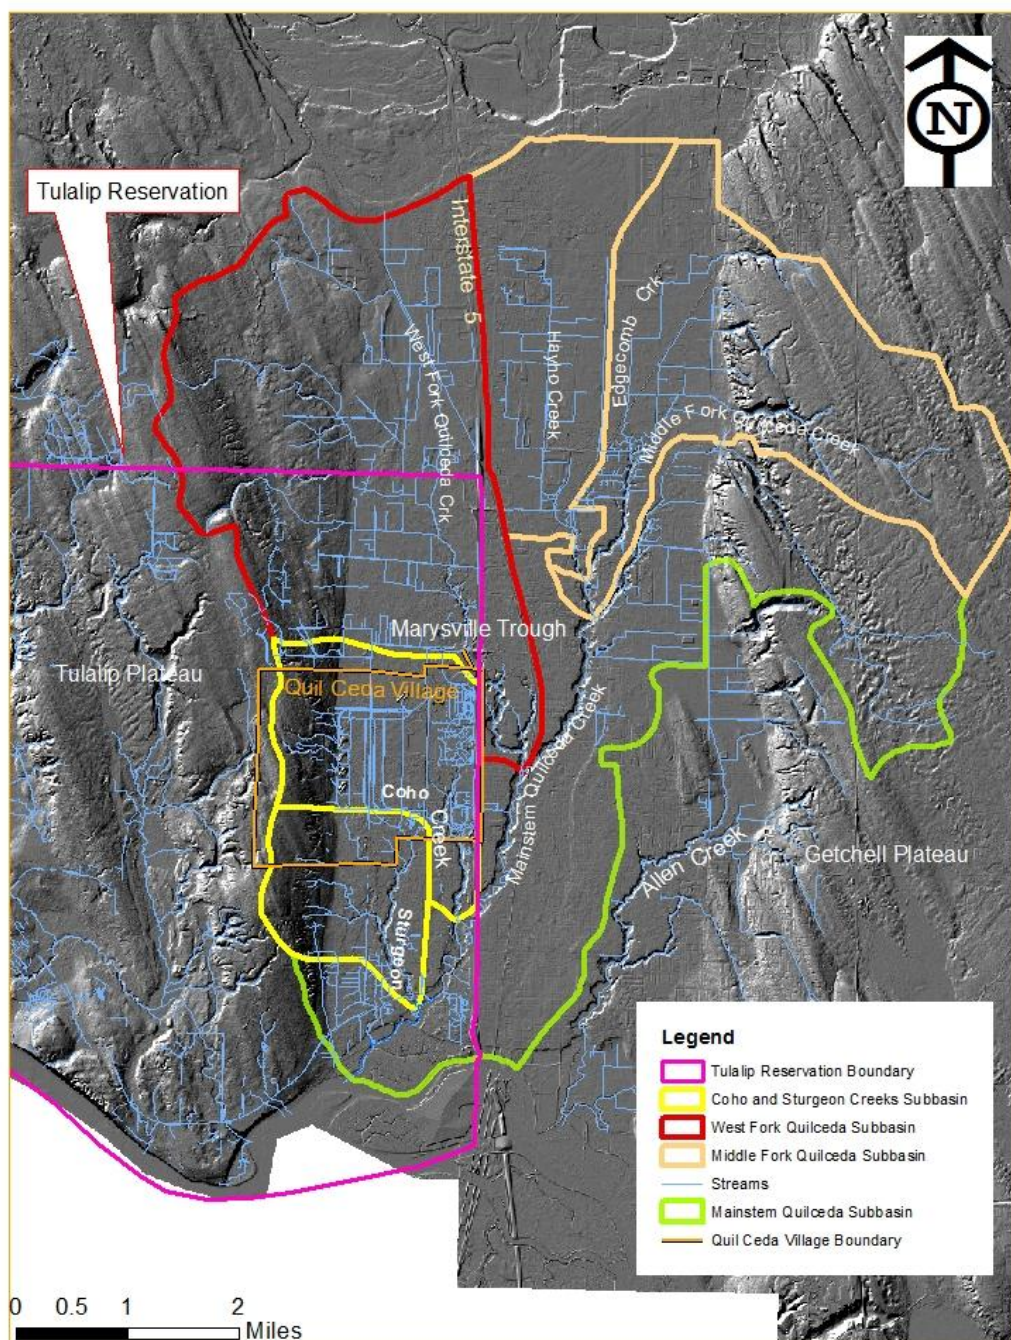 N
Tulalip Reservation
Interstate 5
West Fork Quilceda Crk
Hayho Creek
Edgecomb Crk
Middle Fork Quilceda Creek
Quilceda Creek
Marysville Trough
Tulalip Plateau
Quil Ceda Village
Mainstem Quilceda Creek
Coho
Creek
Allen Creek
Getchell Plateau
Sturgeon
Legend
Tulalip Reservation Boundary
Coho and Sturgeon Creeks Subbasin
West Fork Quilceda Subbasin
Middle Fork Quilceda Subbasin
Streams
Mainstem Quilceda Subbasin
Quil Ceda Village Boundary
0 0.5 1 2
Miles